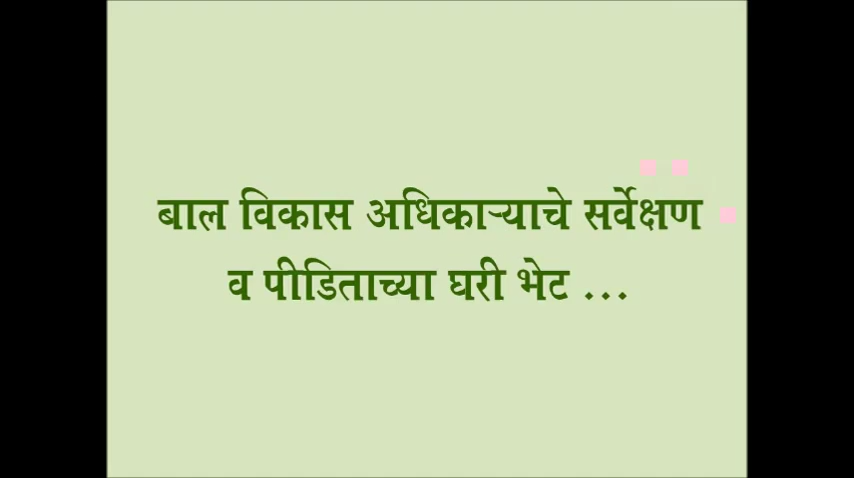 बाल विकास अधिकाऱ्याचे सर्वेक्षण
व पीडिताच्या घरी भेट ...